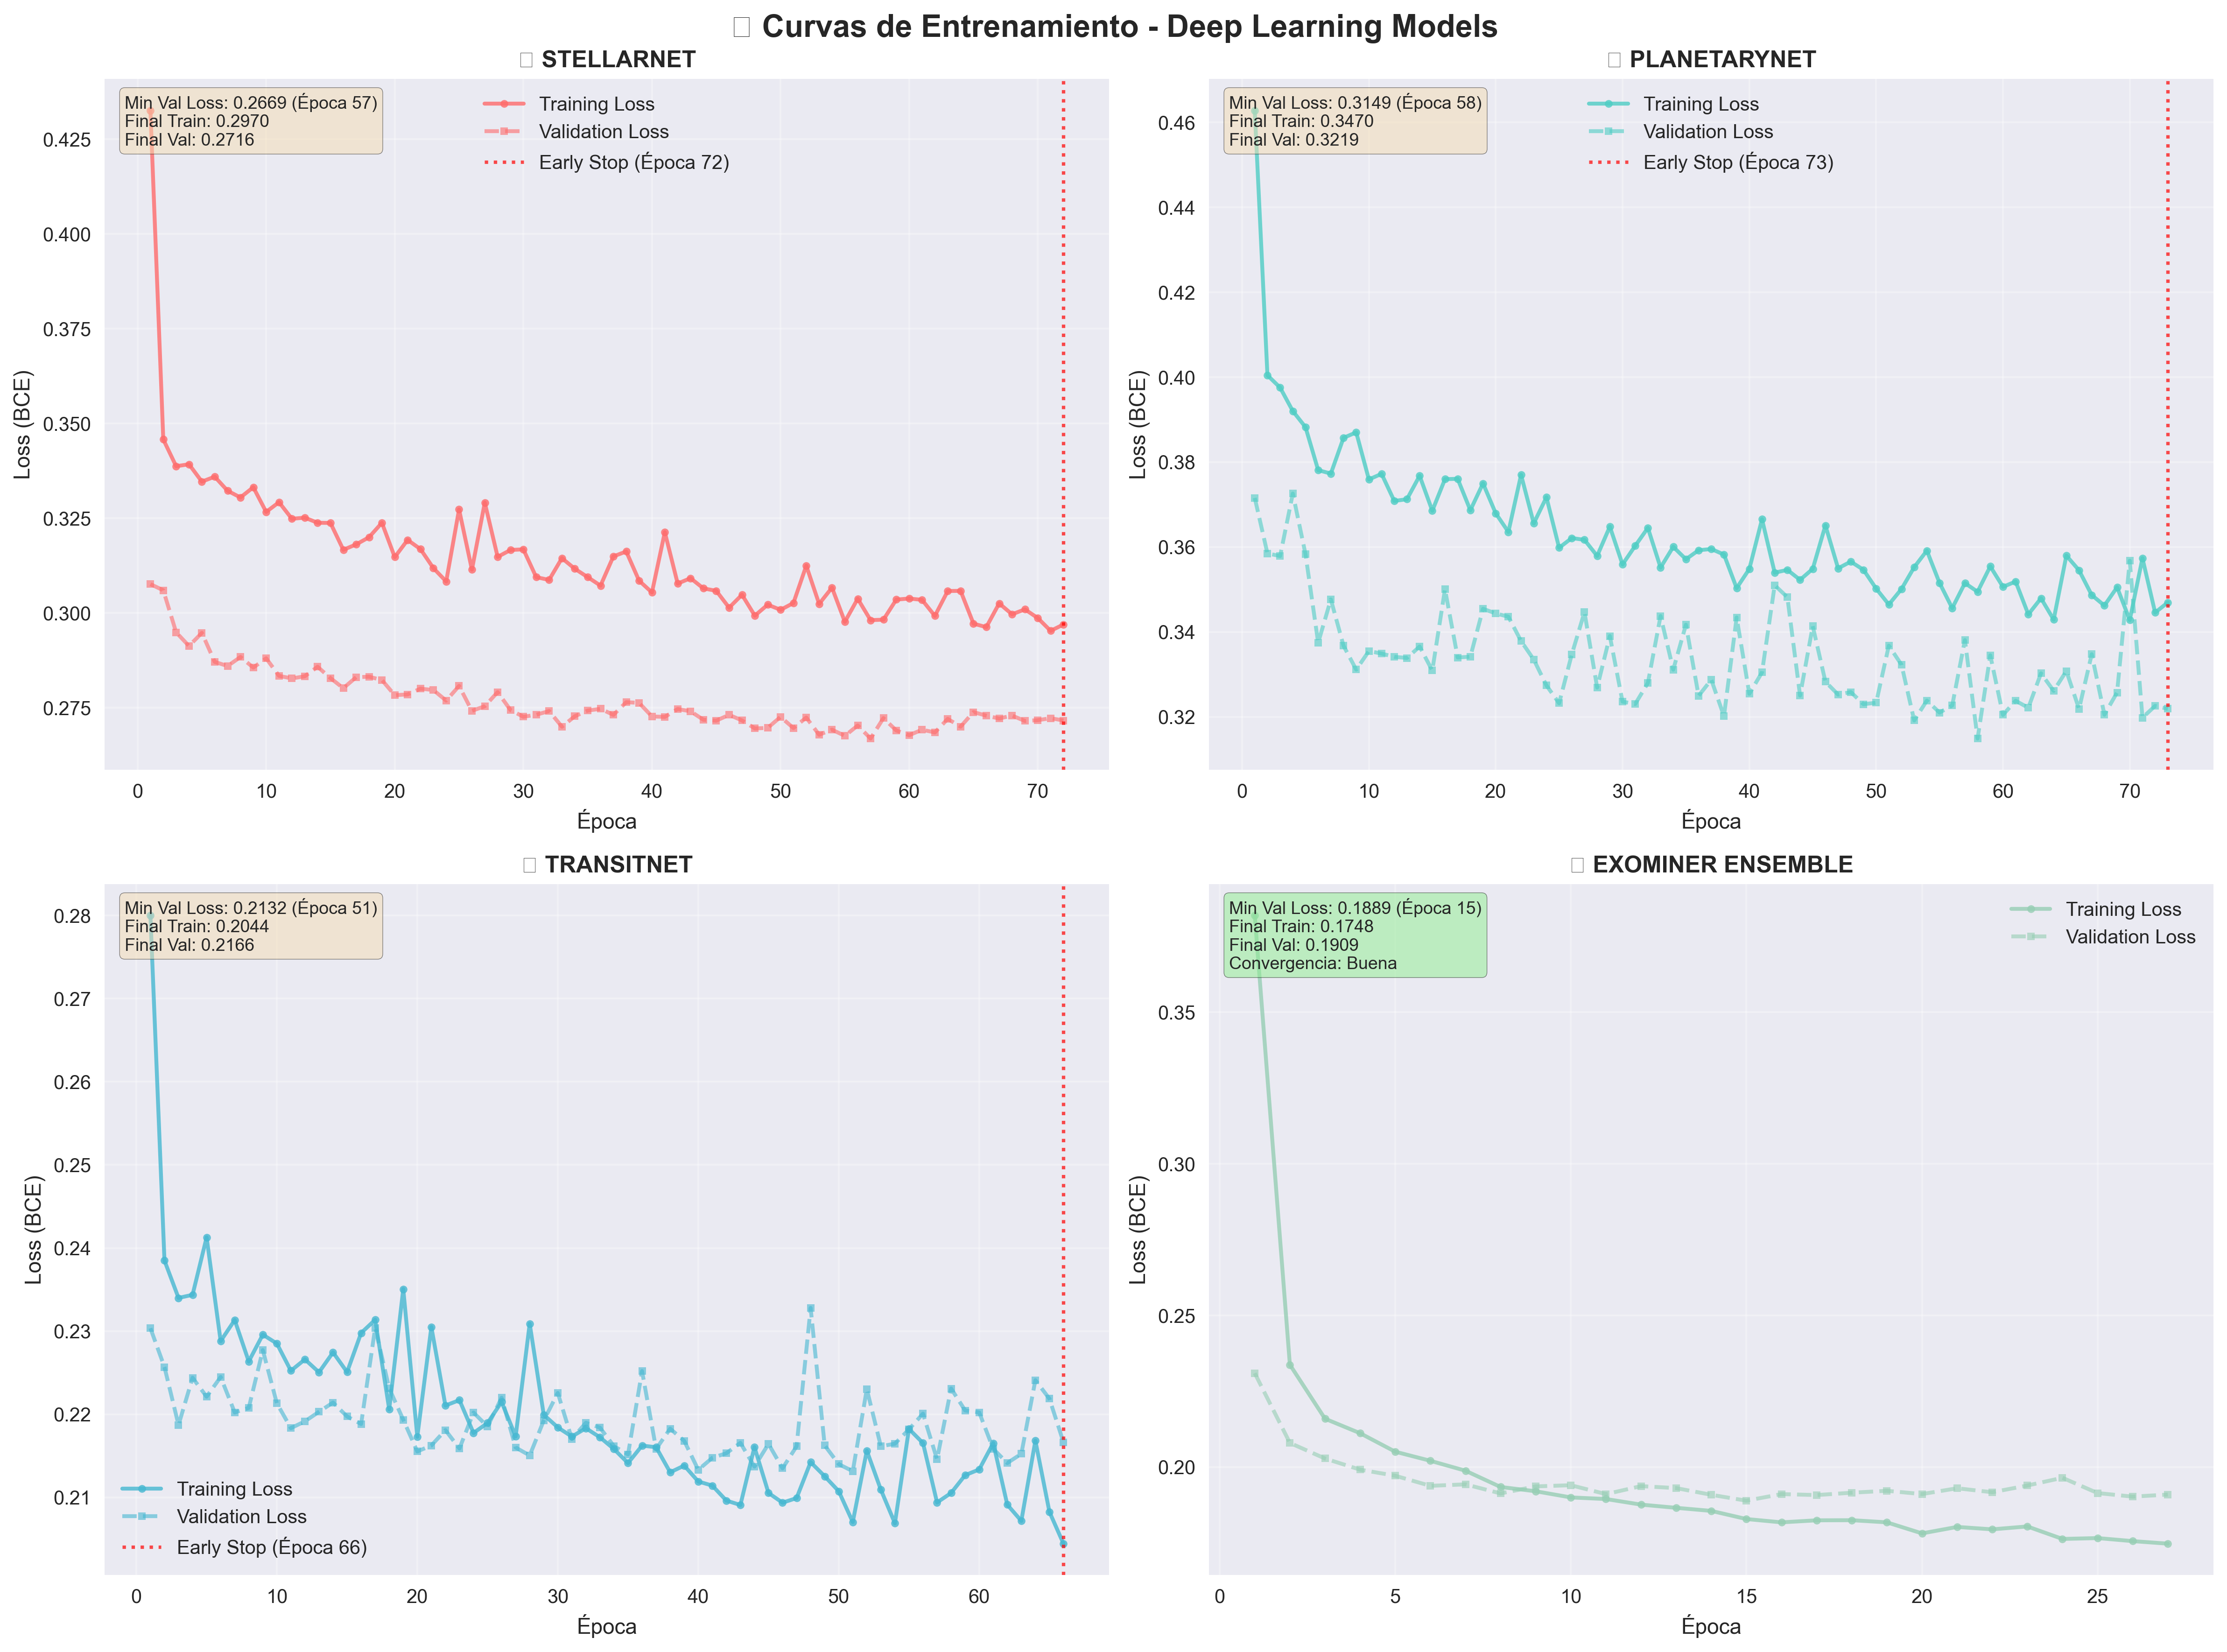 Curvas de Entrenamiento - Deep Learning Models
STELLARNET
Min Val Loss: 0.2669 (Época 57)
Final Train: 0.2970
Final Val: 0.2716
Training Loss
Validation Loss
Early Stop (Época 72)
0.425
0.400
0.375
0.350
0.325
0.300
0.275
Loss (BCE)
0 10 20 30 40 50 60 70
Época
PLANETARYNET
Min Val Loss: 0.3149 (Época 58)
Final Train: 0.3470
Final Val: 0.3219
Training Loss
Validation Loss
Early Stop (Época 73)
0.46
0.44
0.42
0.40
0.38
0.36
0.34
0.32
Loss (BCE)
0 10 20 30 40 50 60 70
Época
TRANSITNET
Min Val Loss: 0.2132 (Época 51)
Final Train: 0.2044
Final Val: 0.2166
0.28
0.27
0.26
0.25
0.24
0.23
0.22
0.21
Loss (BCE)
Training Loss
Validation Loss
Early Stop (Época 66)
0 10 20 30 40 50 60
Época
EXOMINER ENSEMBLE
Min Val Loss: 0.1889 (Época 15)
Final Train: 0.1748
Final Val: 0.1909
Convergencia: Buena
Training Loss
Validation Loss
0.35
0.30
0.25
0.20
Loss (BCE)
0 5 10 15 20 25
Época